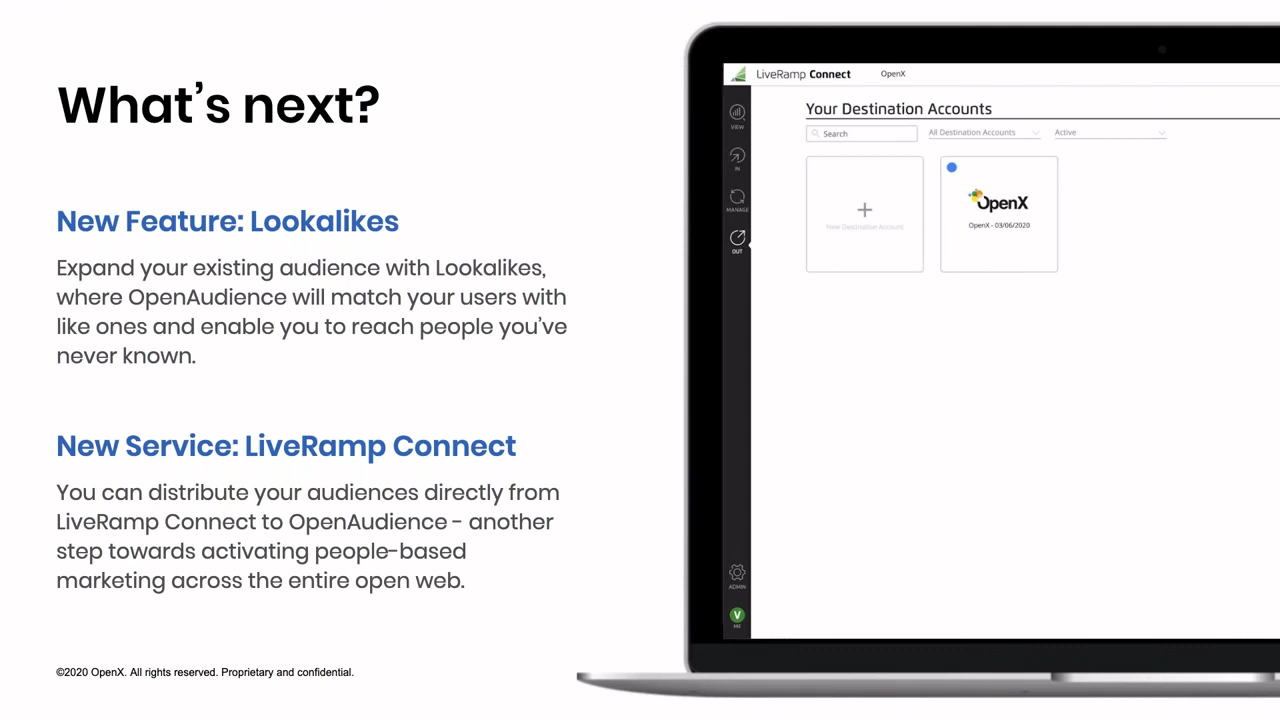 What's next?
New Feature: Lookalikes
Expand your existing audience with Lookalikes,
where OpenAudience will match your users with
like ones and enable you to reach people you've
never known.
New Service: LiveRamp Connect
You can distribute your audiences directly from
LiveRamp Connect to OpenAudience - another
step towards activating people-based
marketing across the entire open web.
©2020 OpenX. All rights reserved. Proprietary and confidential.
LiveRamp Connect OpenX
Your Destination Accounts
Search All Destination Accounts Active
New Destination Account
OpenX
OpenX - 03/06/2020
VIEW
IN
MANAGE
OUT
ADMIN
V
ME